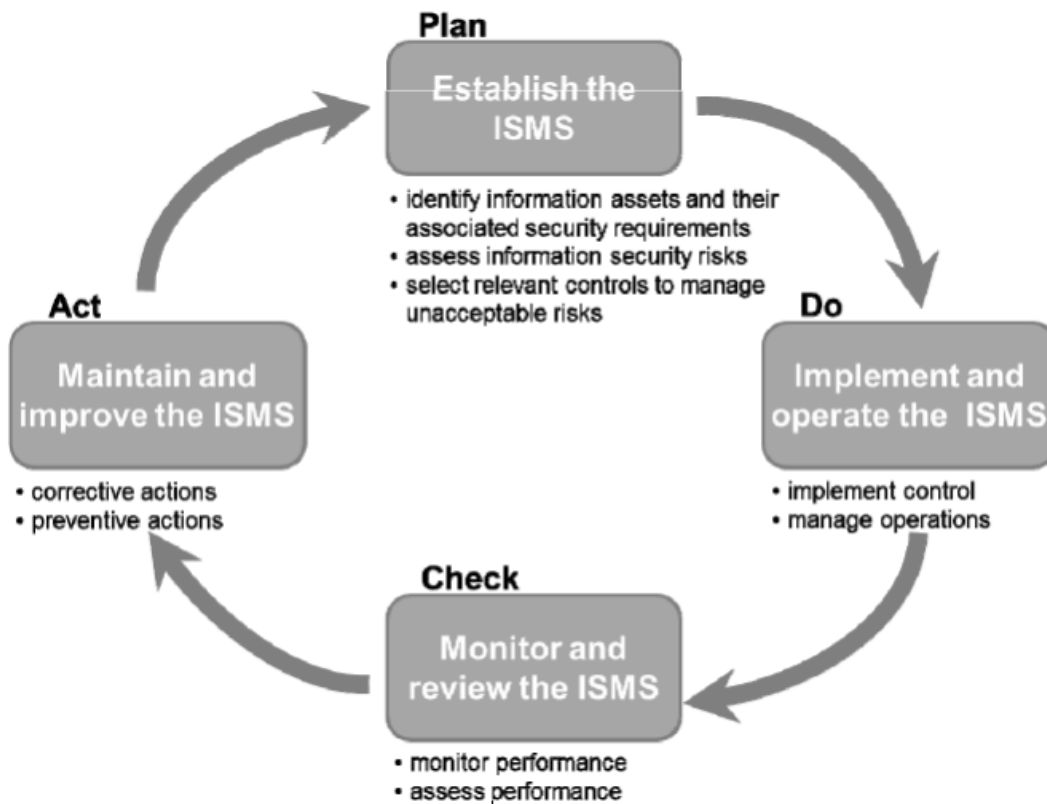 Plan
Establish the
ISMS
• identify information assets and their
associated security requirements
• assess information security risks
• select relevant controls to manage
unacceptable risks
Do
Implement and
operate the ISMS
• implement control
• manage operations
Check
Monitor and
review the ISMS
• monitor performance
• assess performance
Act
Maintain and
improve the ISMS
• corrective actions
• preventive actions